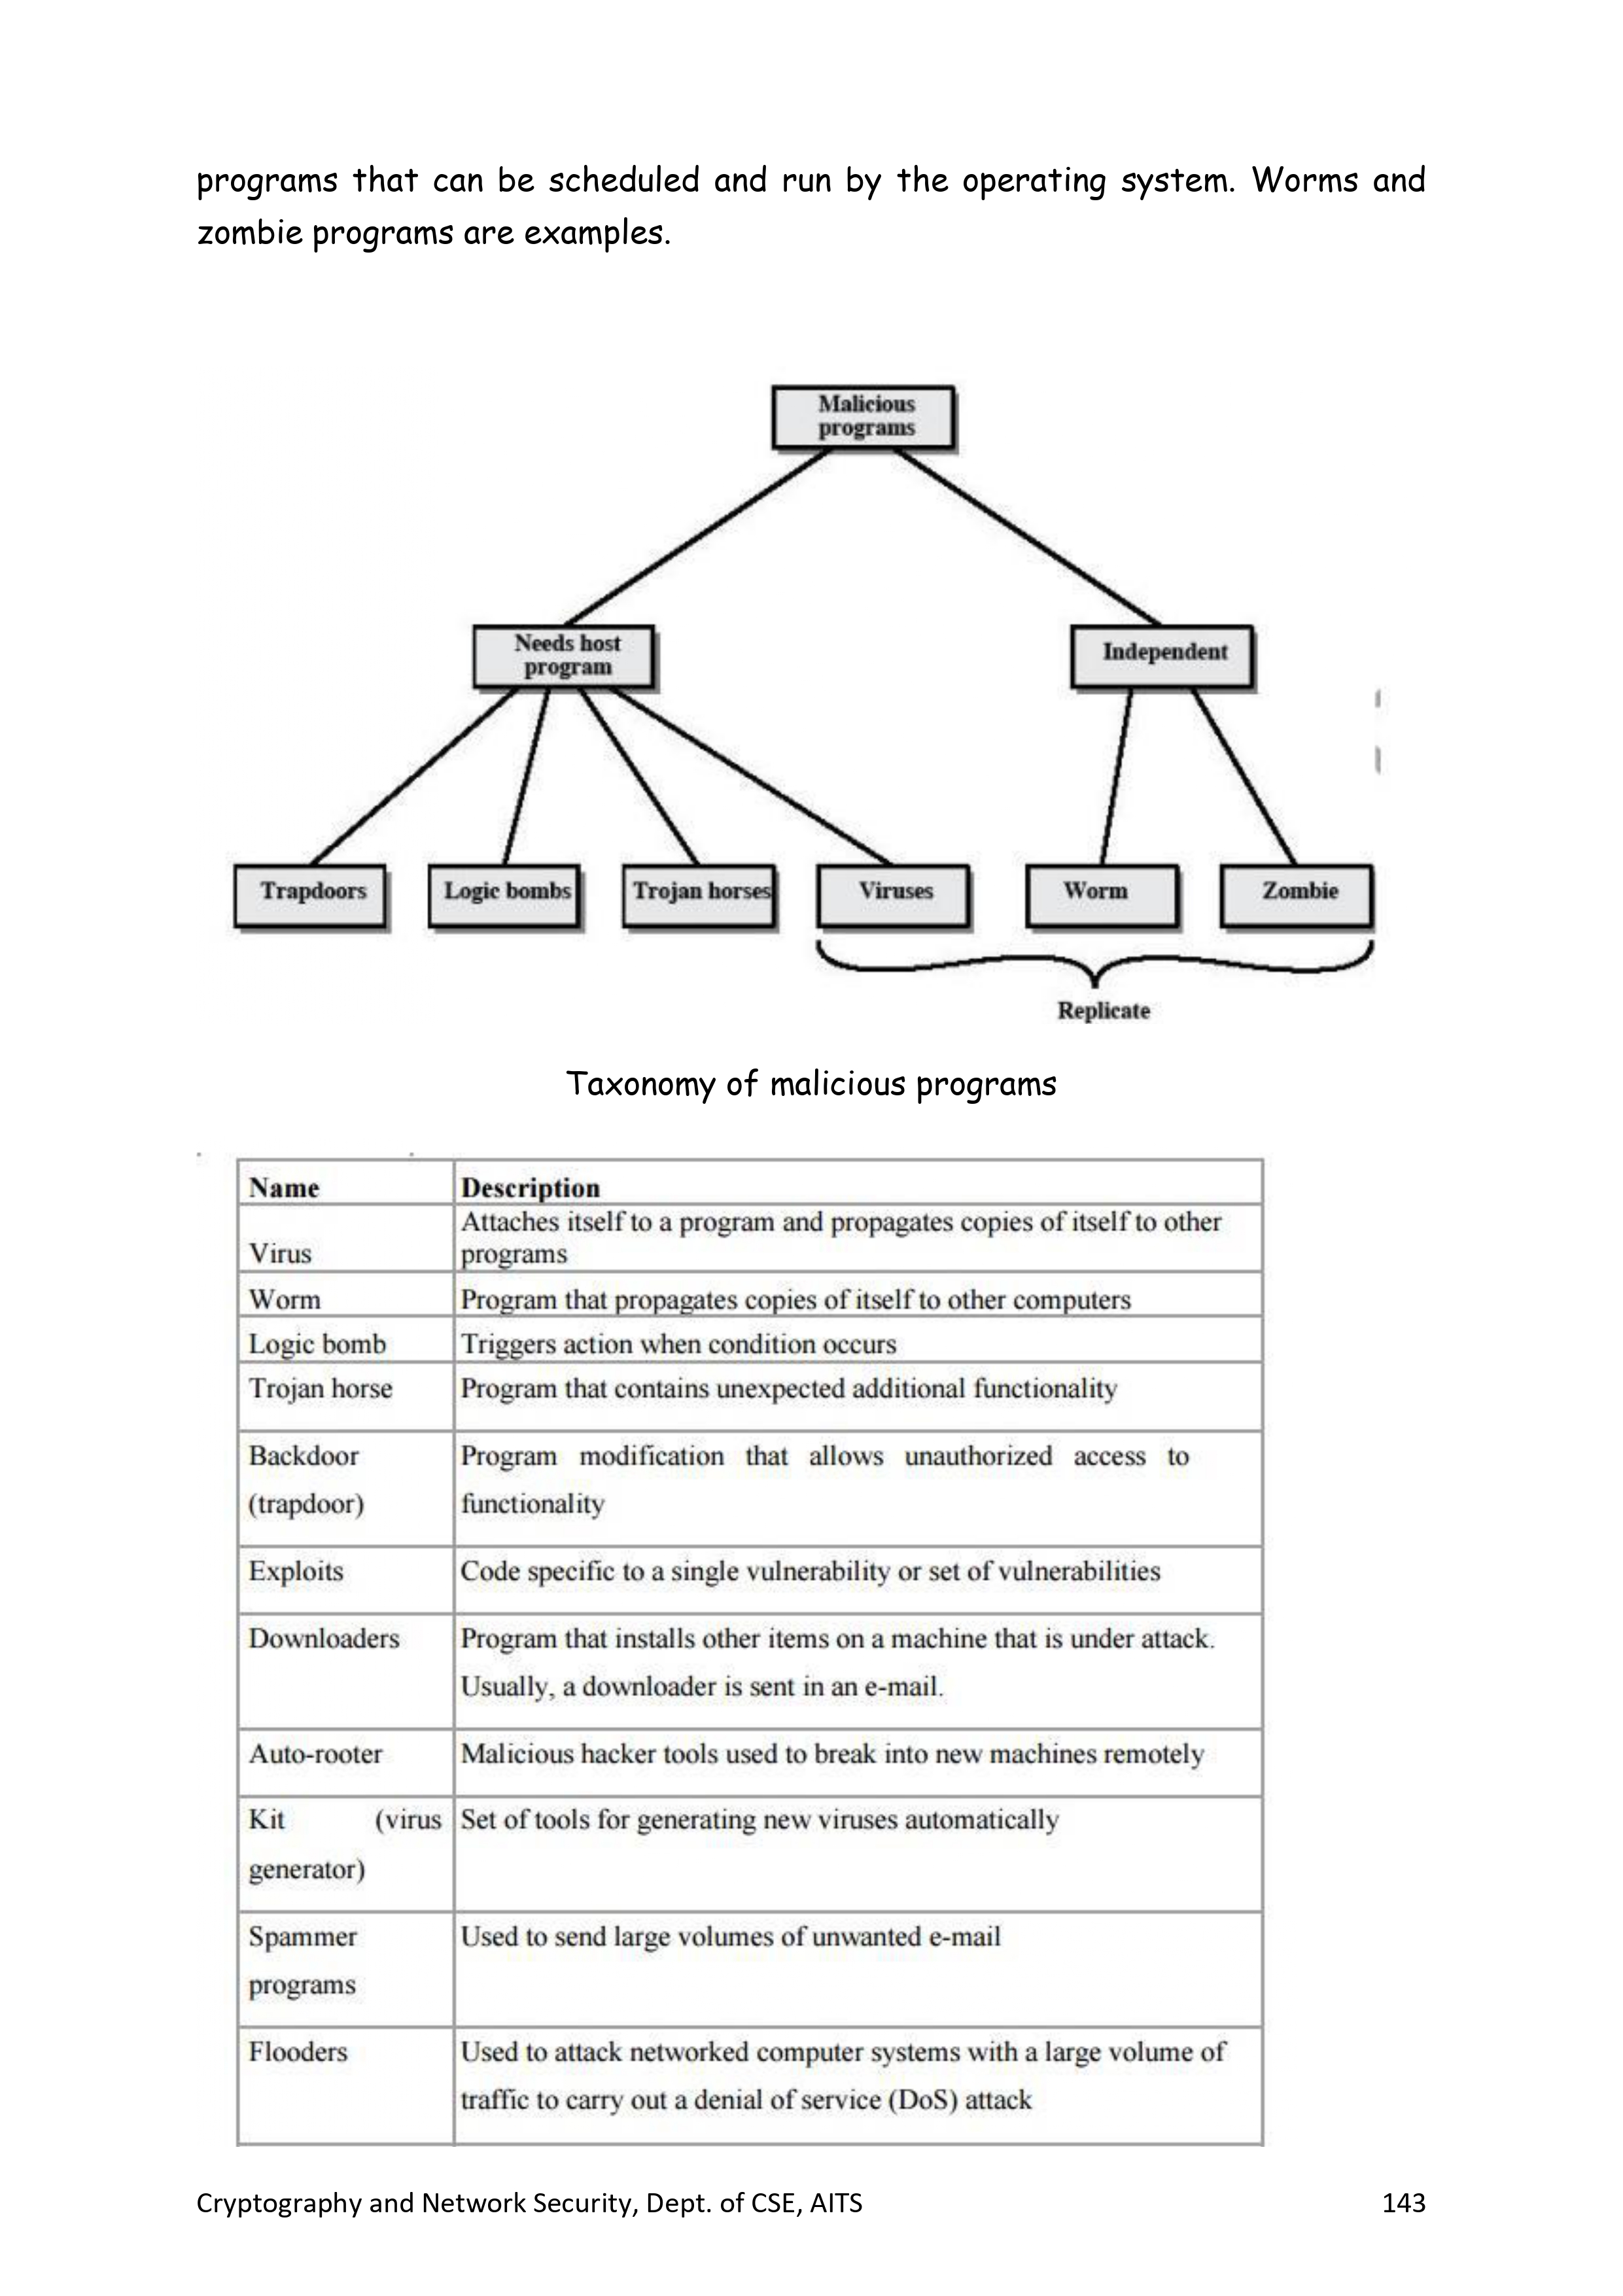 programs that can be scheduled and run by the operating system. Worms and
zombie programs are examples.
Malicious
programs
Needs host
program
Independent
Trapdoors
Logic bombs
Trojan horses
Viruses
Worm
Zombie
Replicate
Taxonomy of malicious programs
Name
Description
Virus
Attaches itself to a program and propagates copies of itself to other
programs
Worm
Program that propagates copies of itself to other computers
Logic bomb
Triggers action when condition occurs
Trojan horse
Program that contains unexpected additional functionality
Backdoor
(trapdoor)
Program modification that allows unauthorized access to
functionality
Exploits
Code specific to a single vulnerability or set of vulnerabilities
Downloaders
Program that installs other items on a machine that is under attack.
Usually, a downloader is sent in an e-mail.
Auto-rooter
Malicious hacker tools used to break into new machines remotely
Kit (virus
generator)
Set of tools for generating new viruses automatically
Spammer
programs
Used to send large volumes of unwanted e-mail
Flooders
Used to attack networked computer systems with a large volume of
traffic to carry out a denial of service (DoS) attack
Cryptography and Network Security, Dept. of CSE, AITS
143